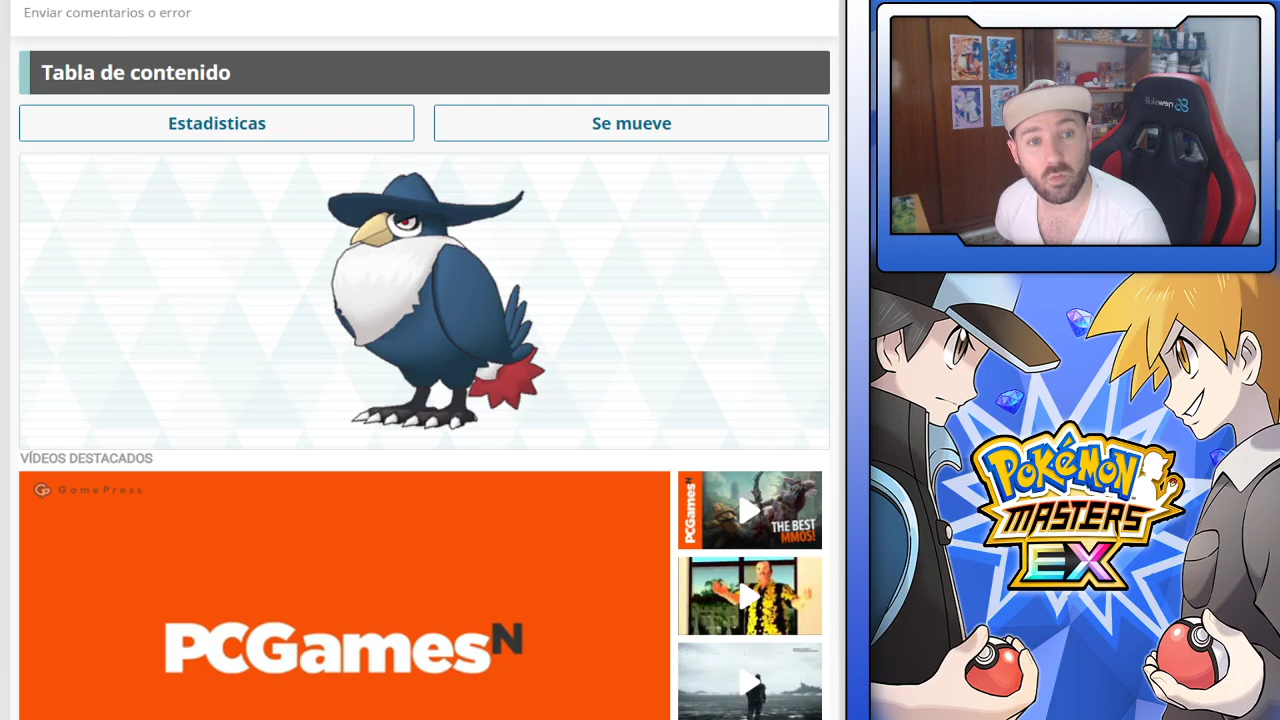 Enviar comentarios o error
Tabla de contenido
Estadisticas
Se mueve
VÍDEOS DESTACADOS
GamePress
PCGamesN
PCGamesN
THE BEST
MMOS!
newskill
POKéMON
MASTERS
EX